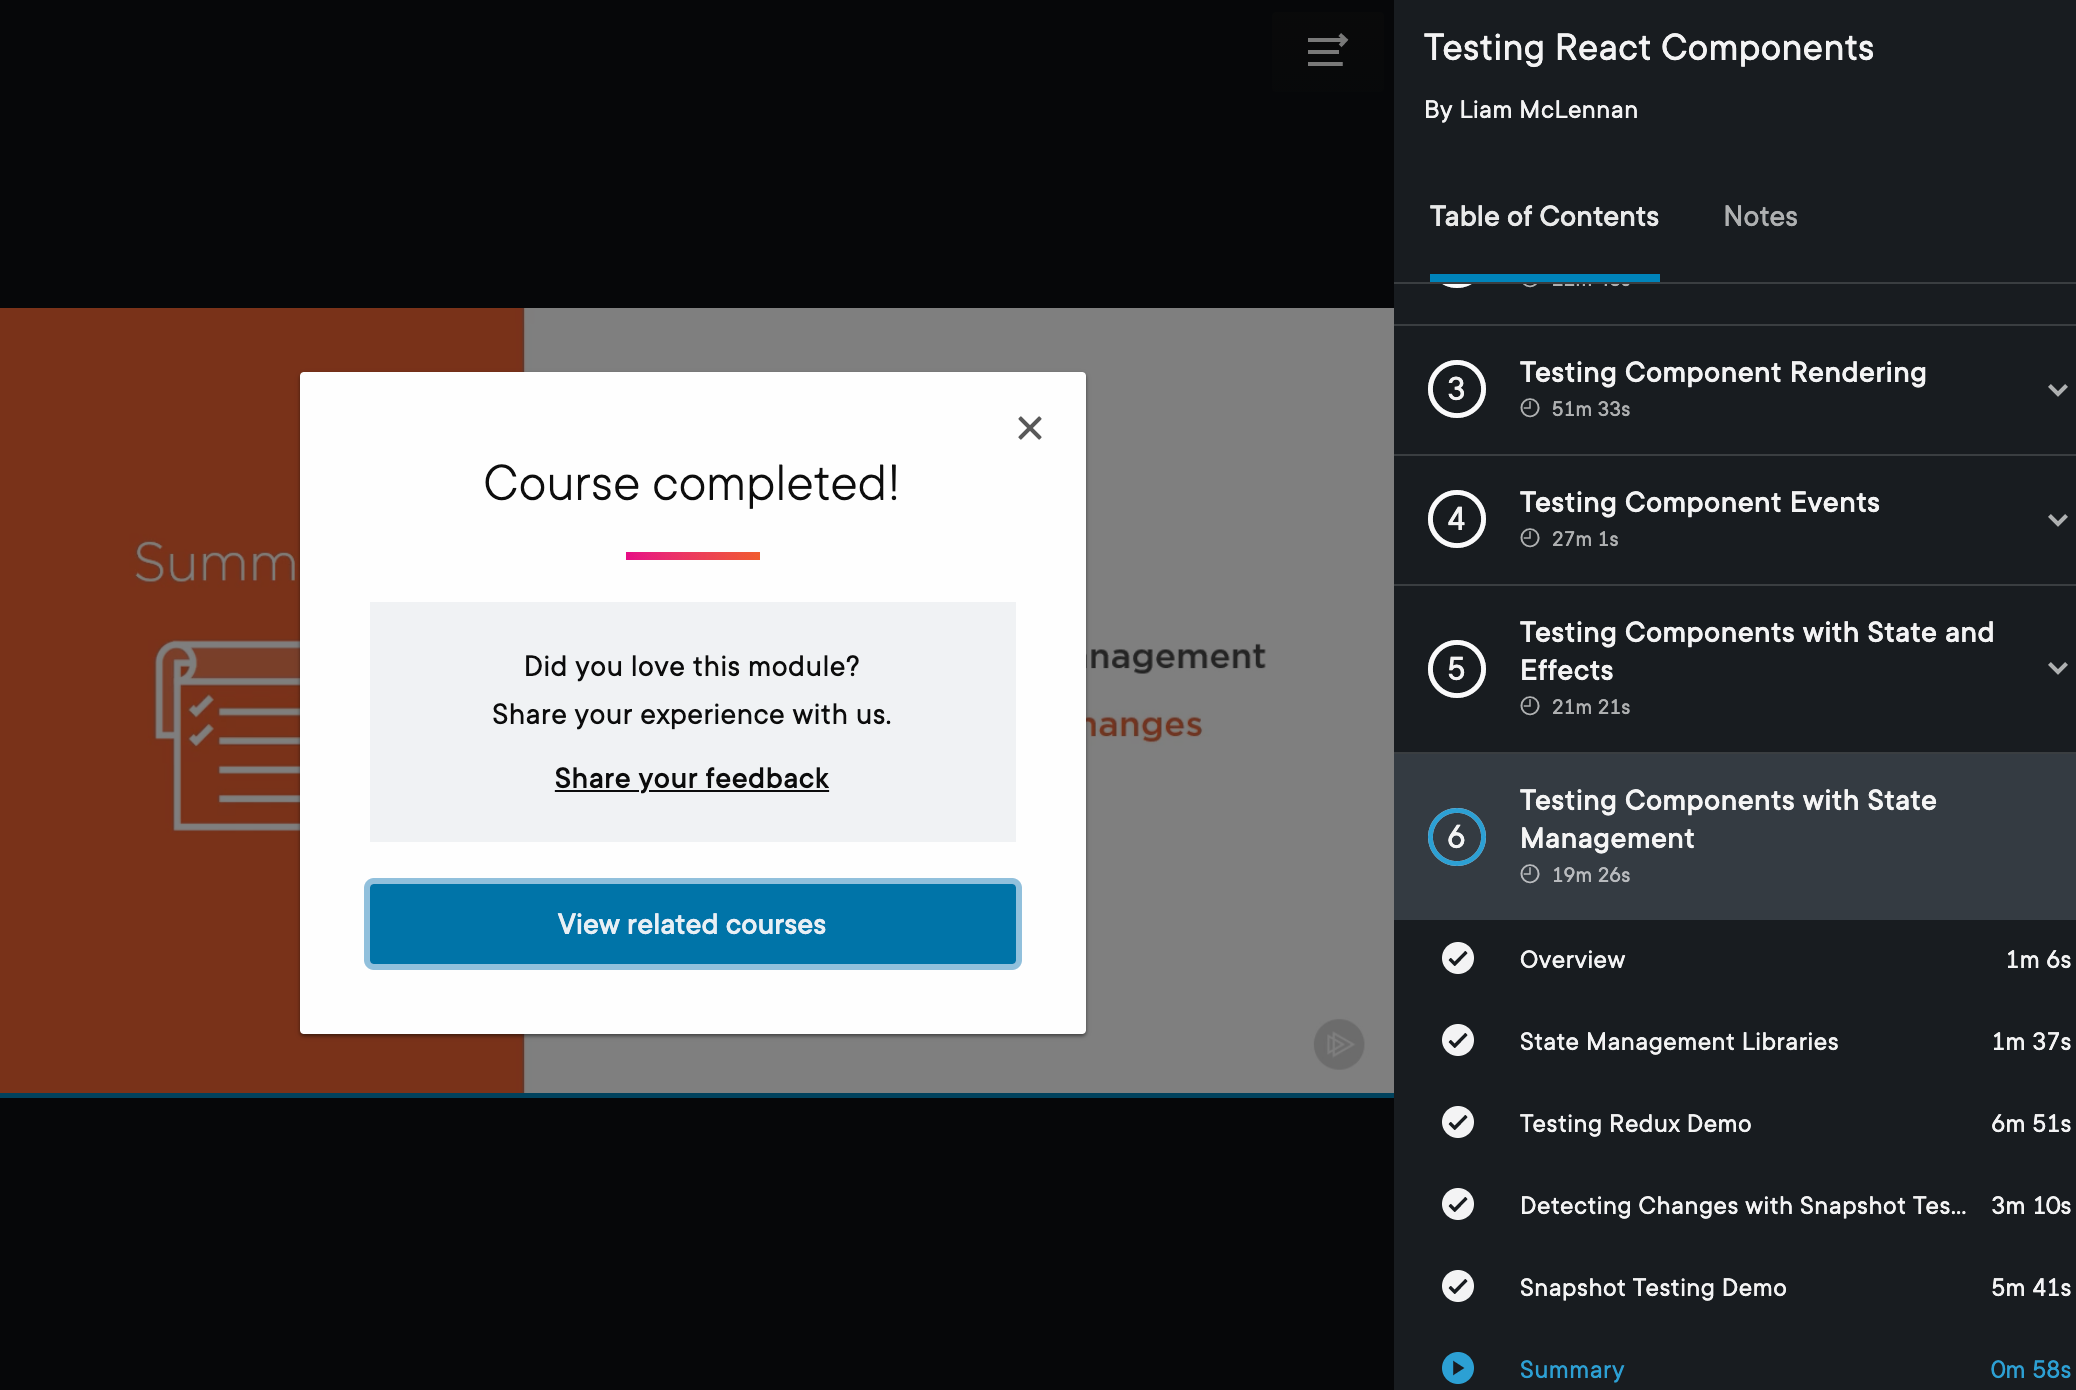 Testing React Components
By Liam McLennan
Table of Contents
Notes
3
Testing Component Rendering
51m 33s
4
Testing Component Events
27m 1s
5
Testing Components with State and
Effects
21m 21s
6
Testing Components with State
Management
19m 26s
Overview
1m 6s
State Management Libraries
1m 37s
Testing Redux Demo
6m 51s
Detecting Changes with Snapshot Tes...
3m 10s
Snapshot Testing Demo
5m 41s
Summary
0m 58s
Summ
nagement
hanges
Course completed!
Did you love this module?
Share your experience with us.
Share your feedback
View related courses